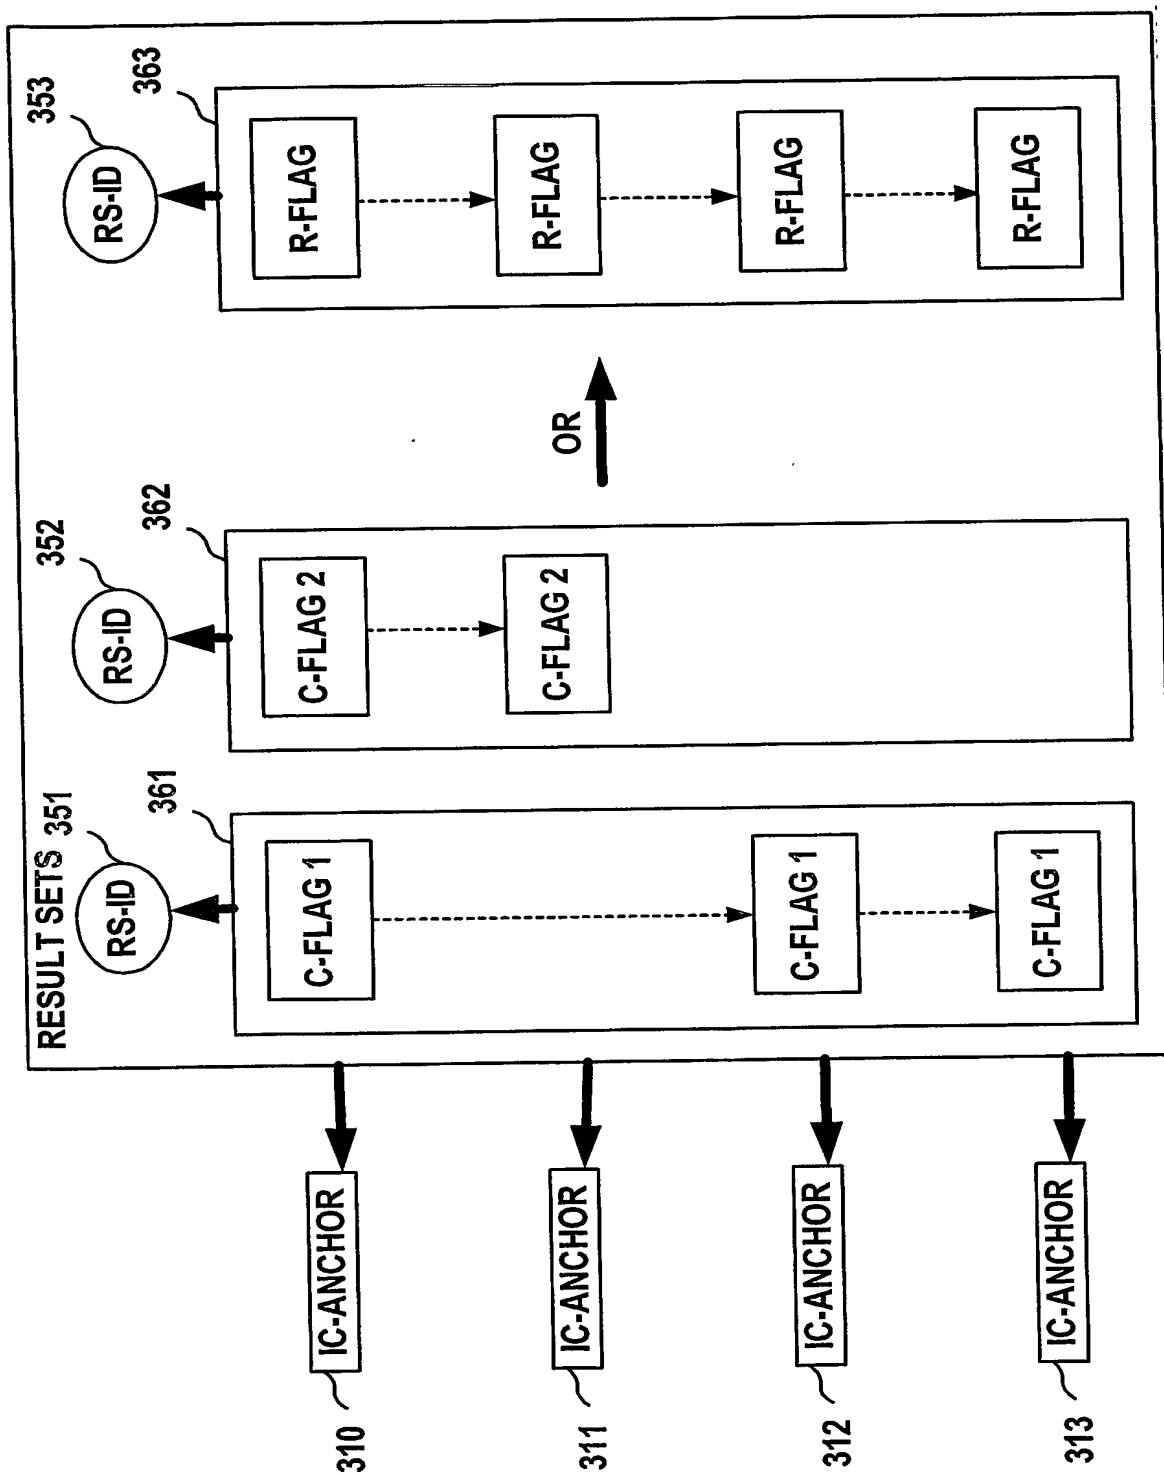 RESULT SETS
351
352
353
RS-ID
RS-ID
RS-ID
361
362
363
310
IC-ANCHOR
C-FLAG 1
C-FLAG 2
R-FLAG
311
IC-ANCHOR
C-FLAG 2
OR
R-FLAG
312
IC-ANCHOR
C-FLAG 1
R-FLAG
313
IC-ANCHOR
C-FLAG 1
R-FLAG